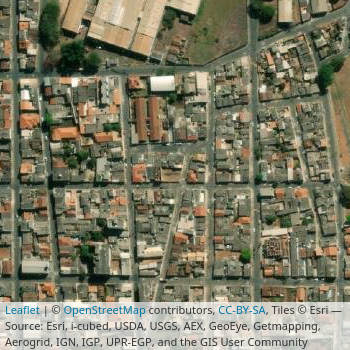 Leaflet | © OpenStreetMap contributors, CC-BY-SA, Tiles © Esri —
Source: Esri, i-cubed, USDA, USGS, AEX, GeoEye, Getmapping,
Aerogrid, IGN, IGP, UPR-EGP, and the GIS User Community